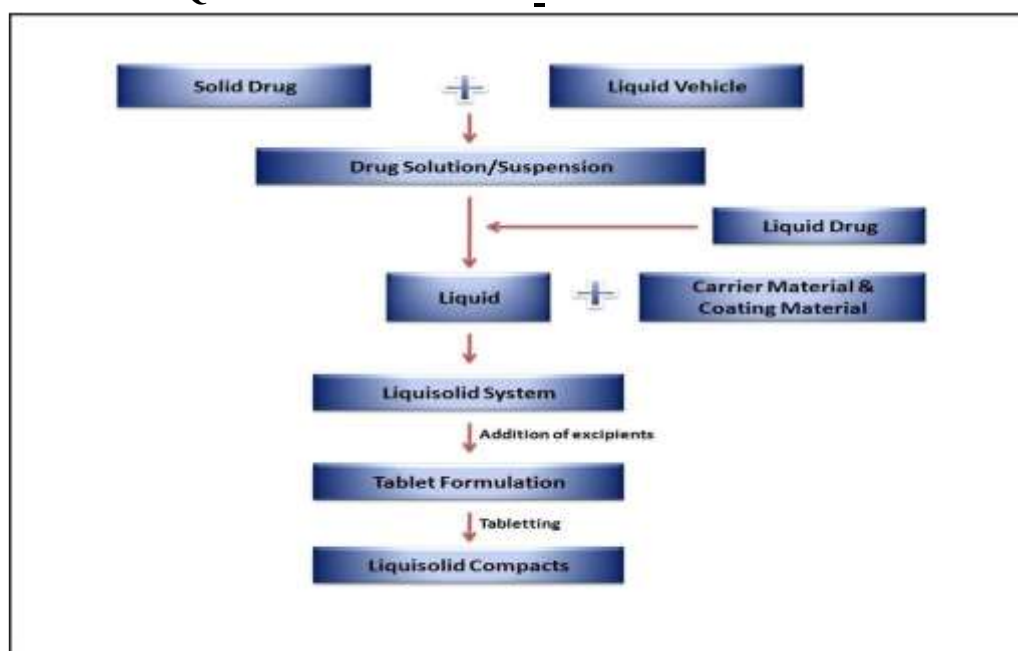 Solid Drug
Liquid Vehicle
Drug Solution/Suspension
Liquid Drug
Liquid
Carrier Material &
Coating Material
Liquisolid System
Addition of excipients
Tablet Formulation
Tabletting
Liquisolid Compacts